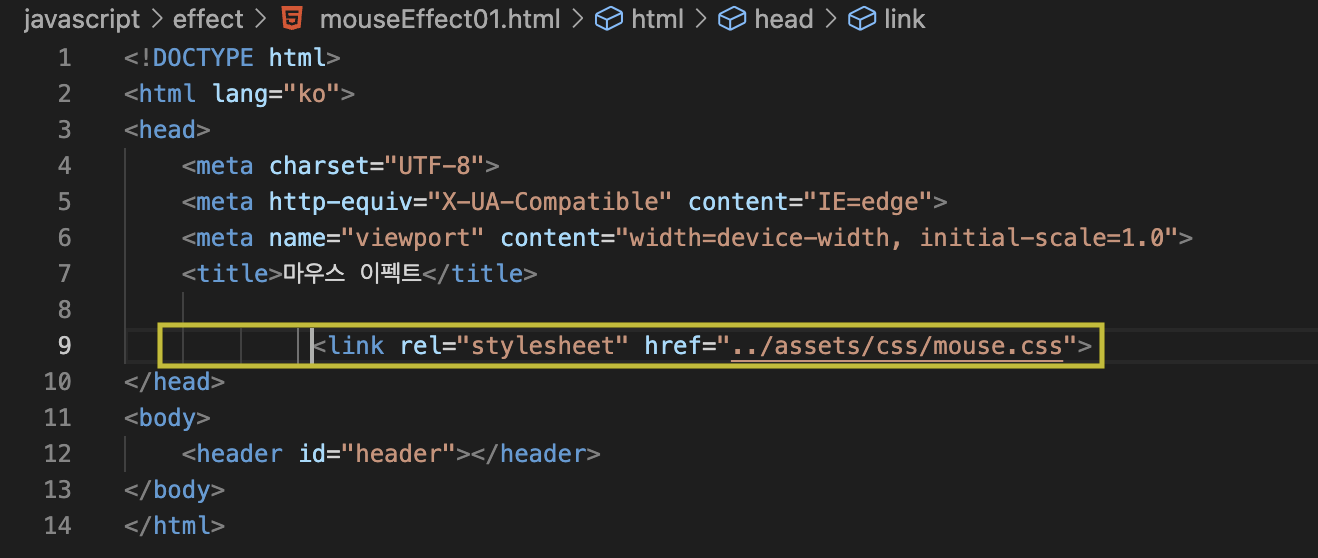 javascript > effect > mouseEffect01.html > html > head > link
1 <!DOCTYPE html>
2 <html lang="ko">
3 <head>
4 <meta charset="UTF-8">
5 <meta http-equiv="X-UA-Compatible" content="IE=edge">
6 <meta name="viewport" content="width=device-width, initial-scale=1.0">
7 <title>마우스 이펙트</title>
8
9 <link rel="stylesheet" href="../assets/css/mouse.css">
10 </head>
11 <body>
12 <header id="header"></header>
13 </body>
14 </html>